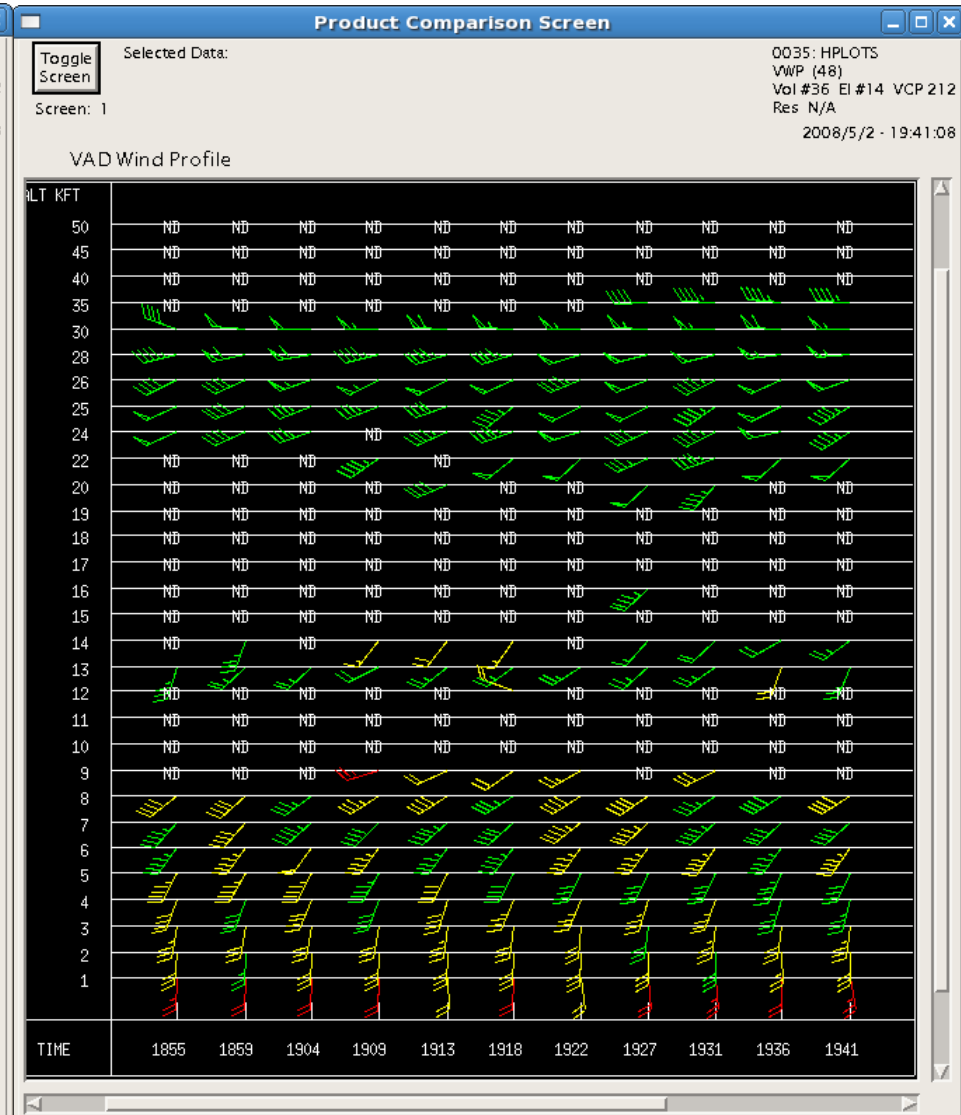 Product Comparison Screen
Toggle
Screen
Selected Data:
Screen: 1
0035: HPLOTS
VWP (48)
Vol #36 El #14 VCP 212
Res N/A
2008/5/2 - 19:41:08
VAD Wind Profile
ALT KFT
50 ND ND ND ND ND ND ND ND ND ND ND
45 ND ND ND ND ND ND ND ND ND ND ND
40 ND ND ND ND ND ND ND ND ND ND ND
35 ND ND ND ND ND ND ND
30
28
26
25
24 ND
22 ND ND ND ND
20 ND ND ND ND ND ND ND ND
19 ND ND ND ND ND ND ND ND ND ND ND
18 ND ND ND ND ND ND ND ND ND ND ND
17 ND ND ND ND ND ND ND ND ND ND ND
16 ND ND ND ND ND ND ND ND ND ND
15 ND ND ND ND ND ND ND ND ND ND ND
14 ND ND ND
13
12 ND ND ND ND ND ND ND ND ND ND
11 ND ND ND ND ND ND ND ND ND ND ND
10 ND ND ND ND ND ND ND ND ND ND ND
9 ND ND ND ND ND ND
8
7
6
5
4
3
2
1
TIME 1855 1859 1904 1909 1913 1918 1922 1927 1931 1936 1941